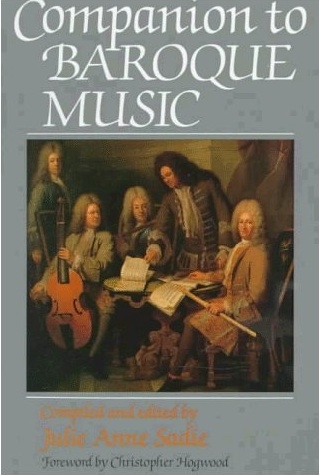 Companion to
BAROQUE
MUSIC
Compiled and edited by
Julie Anne Sadie
Foreword by Christopher Hogwood